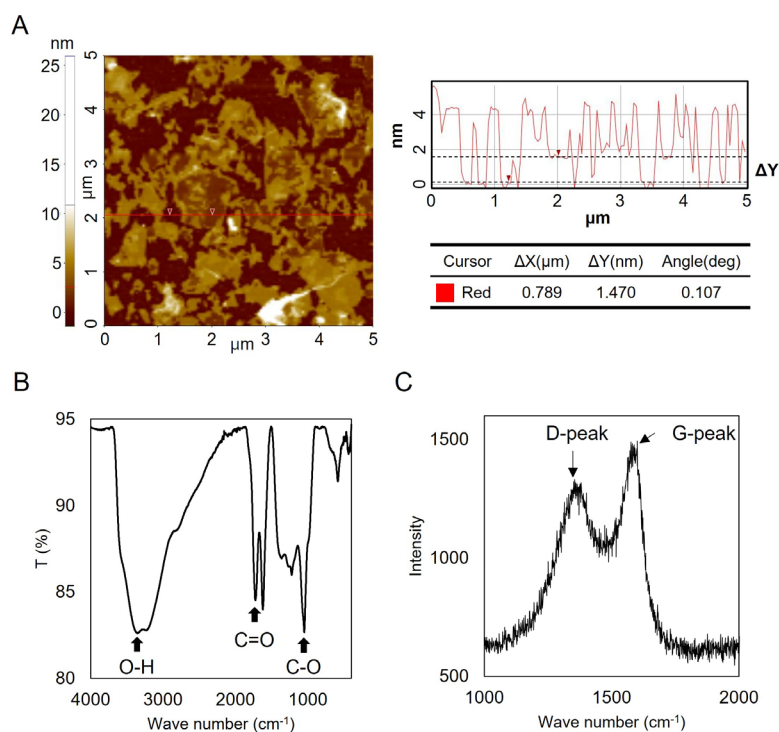 A
nm
25
20
15
10
5
0
5
4
3
2
1
0
μm
0 1 2 3 4 5
μm
nm
4
2
0
0 1 2 3 4 5
μm
ΔY
Cursor ΔX(μm) ΔY(nm) Angle(deg)
Red 0.789 1.470 0.107
B
95
90
85
80
T (%)
O-H
C=O
C-O
4000 3000 2000 1000
Wave number (cm⁻¹)
C
1500
1000
500
Intensity
D-peak
G-peak
1000 1500 2000
Wave number (cm⁻¹)